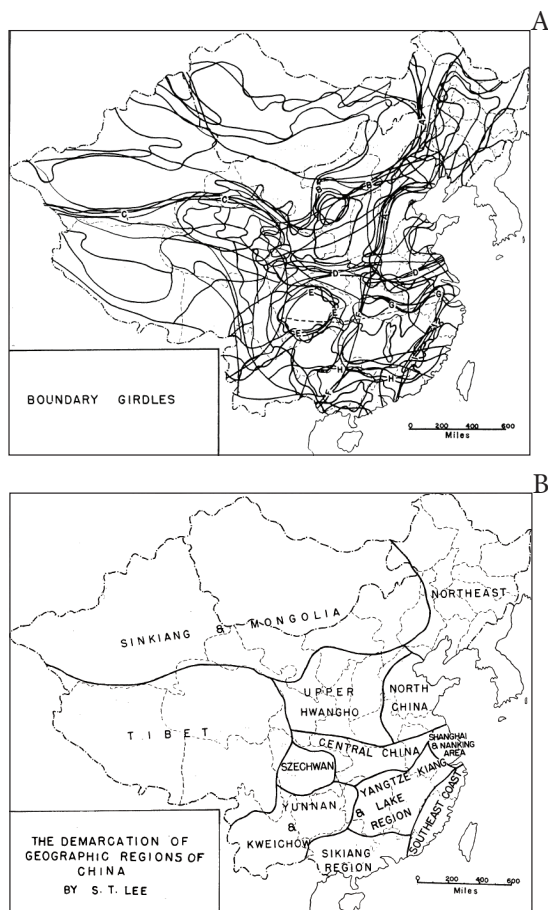 A
BOUNDARY GIRDLES
A
B
B
C
C
D
D
E
E
E
G
G
H
H
0 200 400 600
Miles
B
NORTHEAST
SINKIANG & MONGOLIA
UPPER
HWANGHO
NORTH
CHINA
TIBET
CENTRAL CHINA
SHANGHAI
& NANKING
AREA
SZECHWAN
YANGTZE KIANG
& LAKE
REGION
YUNNAN
&
KWEICHOW
SOUTHEAST COAST
SIKIANG
REGION
THE DEMARCATION OF
GEOGRAPHIC REGIONS OF
CHINA
BY S. T. LEE
0 200 400 600
Miles